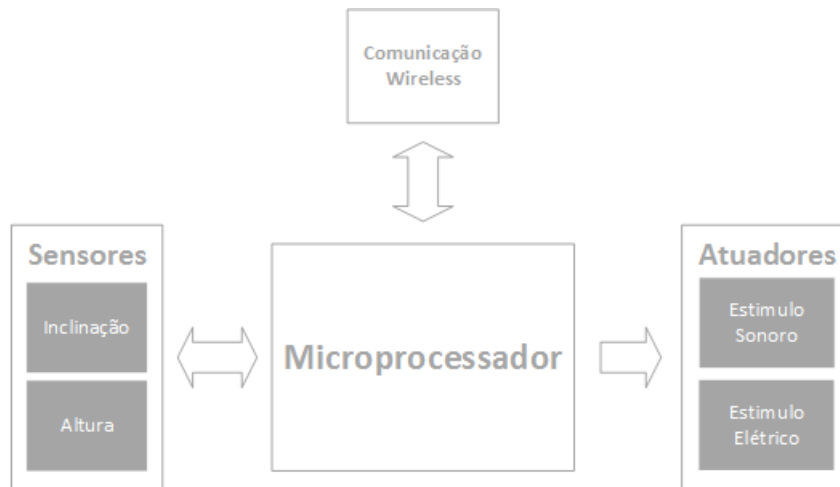 Comunicação
Wireless
Sensores
Inclinação
Altura
Microprocessador
Atuadores
Estimulo
Sonoro
Estimulo
Elétrico